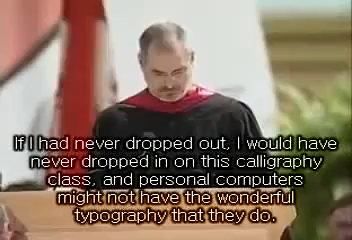 If I had never dropped out, I would have
never dropped in on this calligraphy
class, and personal computers
might not have the wonderful
typography that they do.